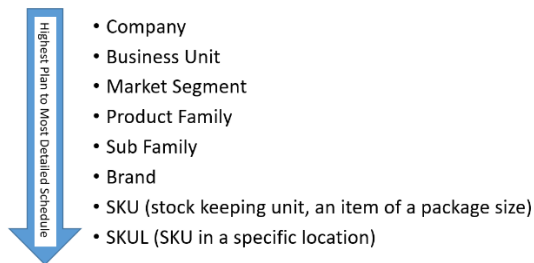 Highest Plan to Most Detailed Schedule
• Company
• Business Unit
• Market Segment
• Product Family
• Sub Family
• Brand
• SKU (stock keeping unit, an item of a package size)
• SKUL (SKU in a specific location)